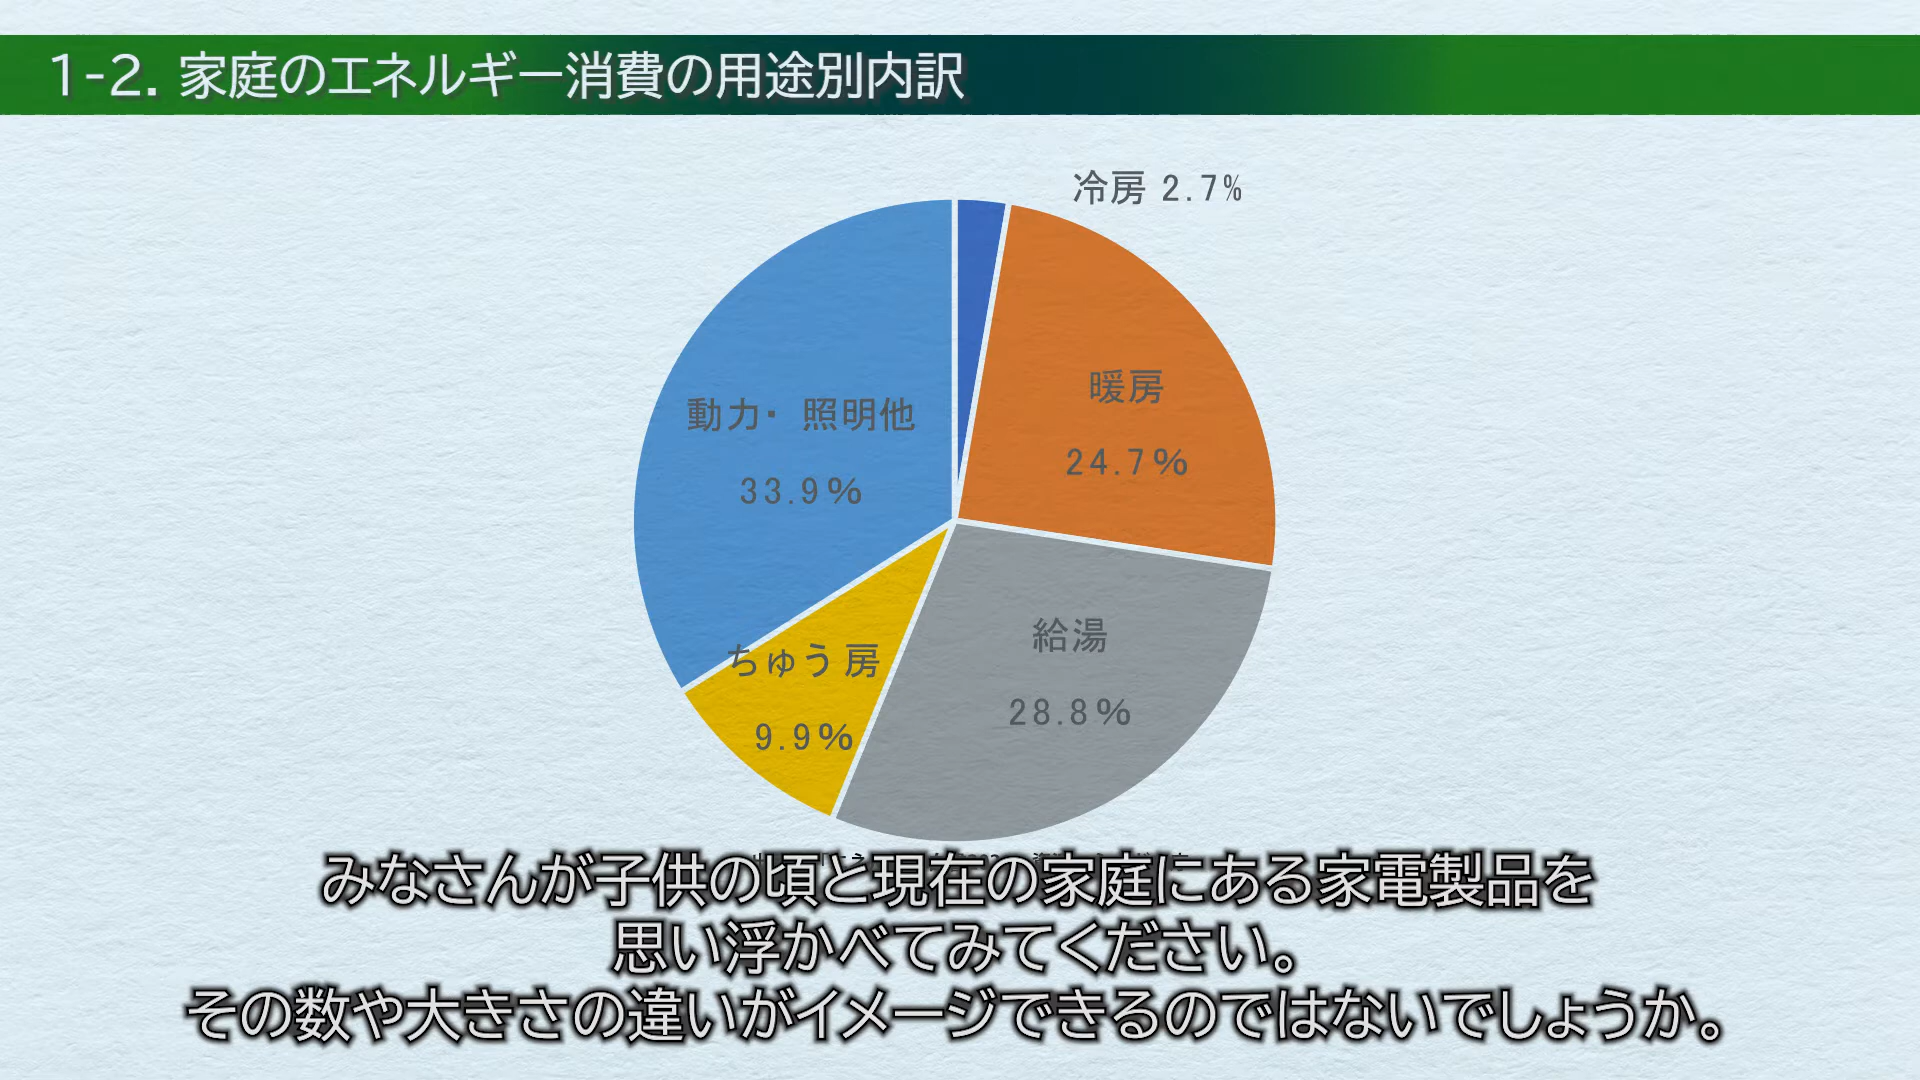 1-2. 家庭のエネルギー消費の用途別内訳
冷房 2.7%
暖房
24.7%
動力・照明他
33.9%
給湯
28.8%
ちゅう房
9.9%
みなさんが子供の頃と現在の家庭にある家電製品を
思い浮かべてみてください。
その数や大きさの違いがイメージできるのではないでしょうか。